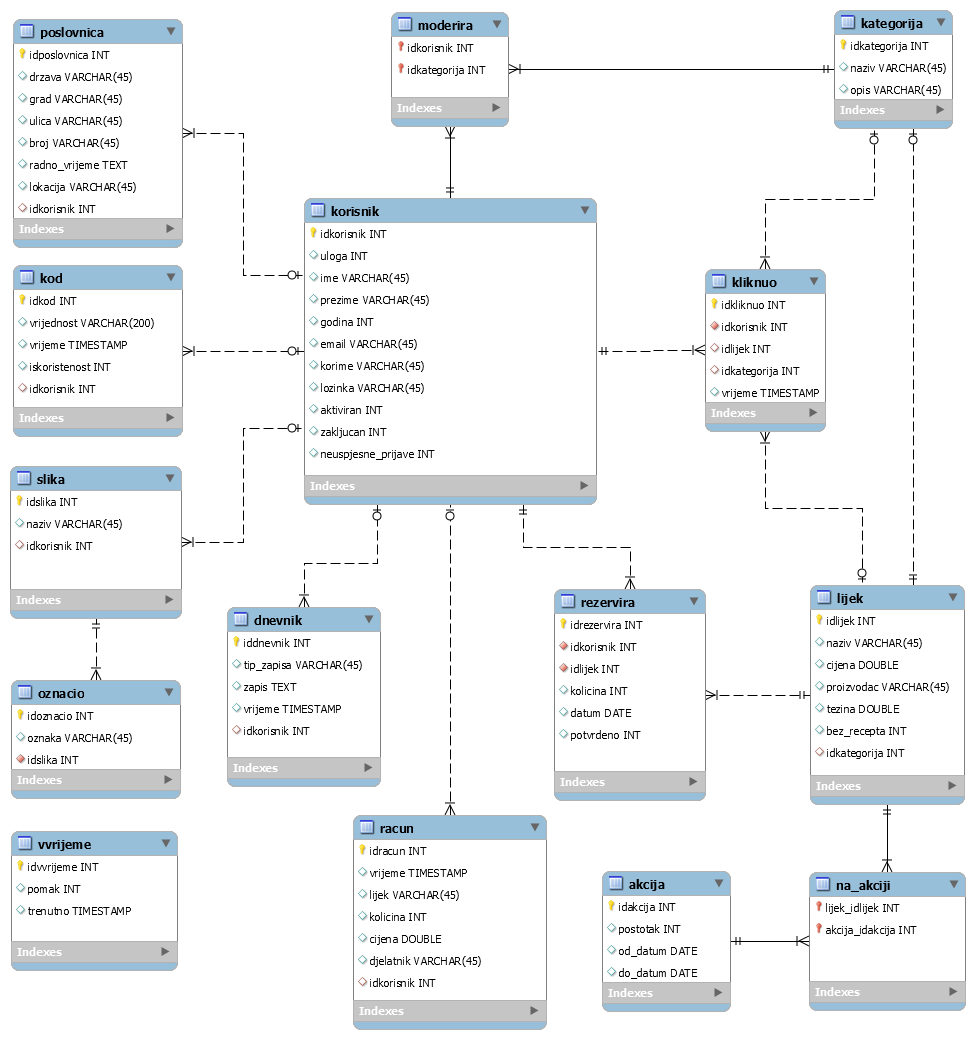 poslovnica
idposlovnica INT
drzava VARCHAR(45)
grad VARCHAR(45)
ulica VARCHAR(45)
broj VARCHAR(45)
radno_vrijeme TEXT
lokacija VARCHAR(45)
idkorisnik INT
Indexes
moderira
idkorisnik INT
idkategorija INT
Indexes
kategorija
idkategorija INT
naziv VARCHAR(45)
opis VARCHAR(45)
Indexes
korisnik
idkorisnik INT
uloga INT
ime VARCHAR(45)
prezime VARCHAR(45)
godina INT
email VARCHAR(45)
korime VARCHAR(45)
lozinka VARCHAR(45)
aktiviran INT
zakljucan INT
neuspjesne_prijave INT
Indexes
kod
idkod INT
vrijednost VARCHAR(200)
vrijeme TIMESTAMP
iskoristenost INT
idkorisnik INT
Indexes
kliknuo
idkliknuo INT
idkorisnik INT
idlijek INT
idkategorija INT
vrijeme TIMESTAMP
Indexes
slika
idslika INT
naziv VARCHAR(45)
idkorisnik INT
Indexes
dnevnik
iddnevnik INT
tip_zapisa VARCHAR(45)
zapis TEXT
vrijeme TIMESTAMP
idkorisnik INT
Indexes
rezervira
idrezervira INT
idkorisnik INT
idlijek INT
kolicina INT
datum DATE
potvrdeno INT
Indexes
lijek
idlijek INT
naziv VARCHAR(45)
cijena DOUBLE
proizvodac VARCHAR(45)
tezina DOUBLE
bez_recepta INT
idkategorija INT
Indexes
oznacio
idoznacio INT
oznaka VARCHAR(45)
idslika INT
Indexes
vvrijeme
idvvrijeme INT
pomak INT
trenutno TIMESTAMP
Indexes
racun
idracun INT
vrijeme TIMESTAMP
lijek VARCHAR(45)
kolicina INT
cijena DOUBLE
djelatnik VARCHAR(45)
idkorisnik INT
Indexes
akcija
idakcija INT
postotak INT
od_datum DATE
do_datum DATE
Indexes
na_akciji
lijek_idlijek INT
akcija_idakcija INT
Indexes